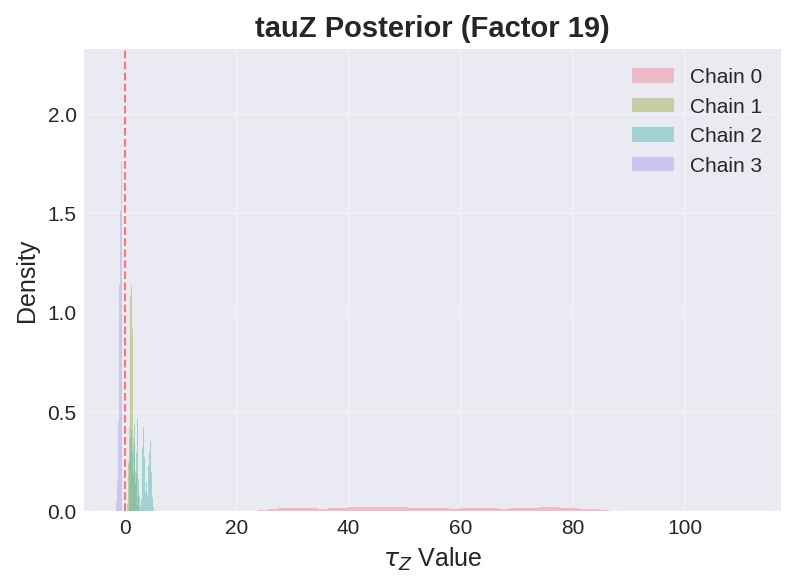 tauZ Posterior (Factor 19)
Chain 0
Chain 1
Chain 2
Chain 3
Density
2.0
1.5
1.0
0.5
0.0
0 20 40 60 80 100
τZ Value